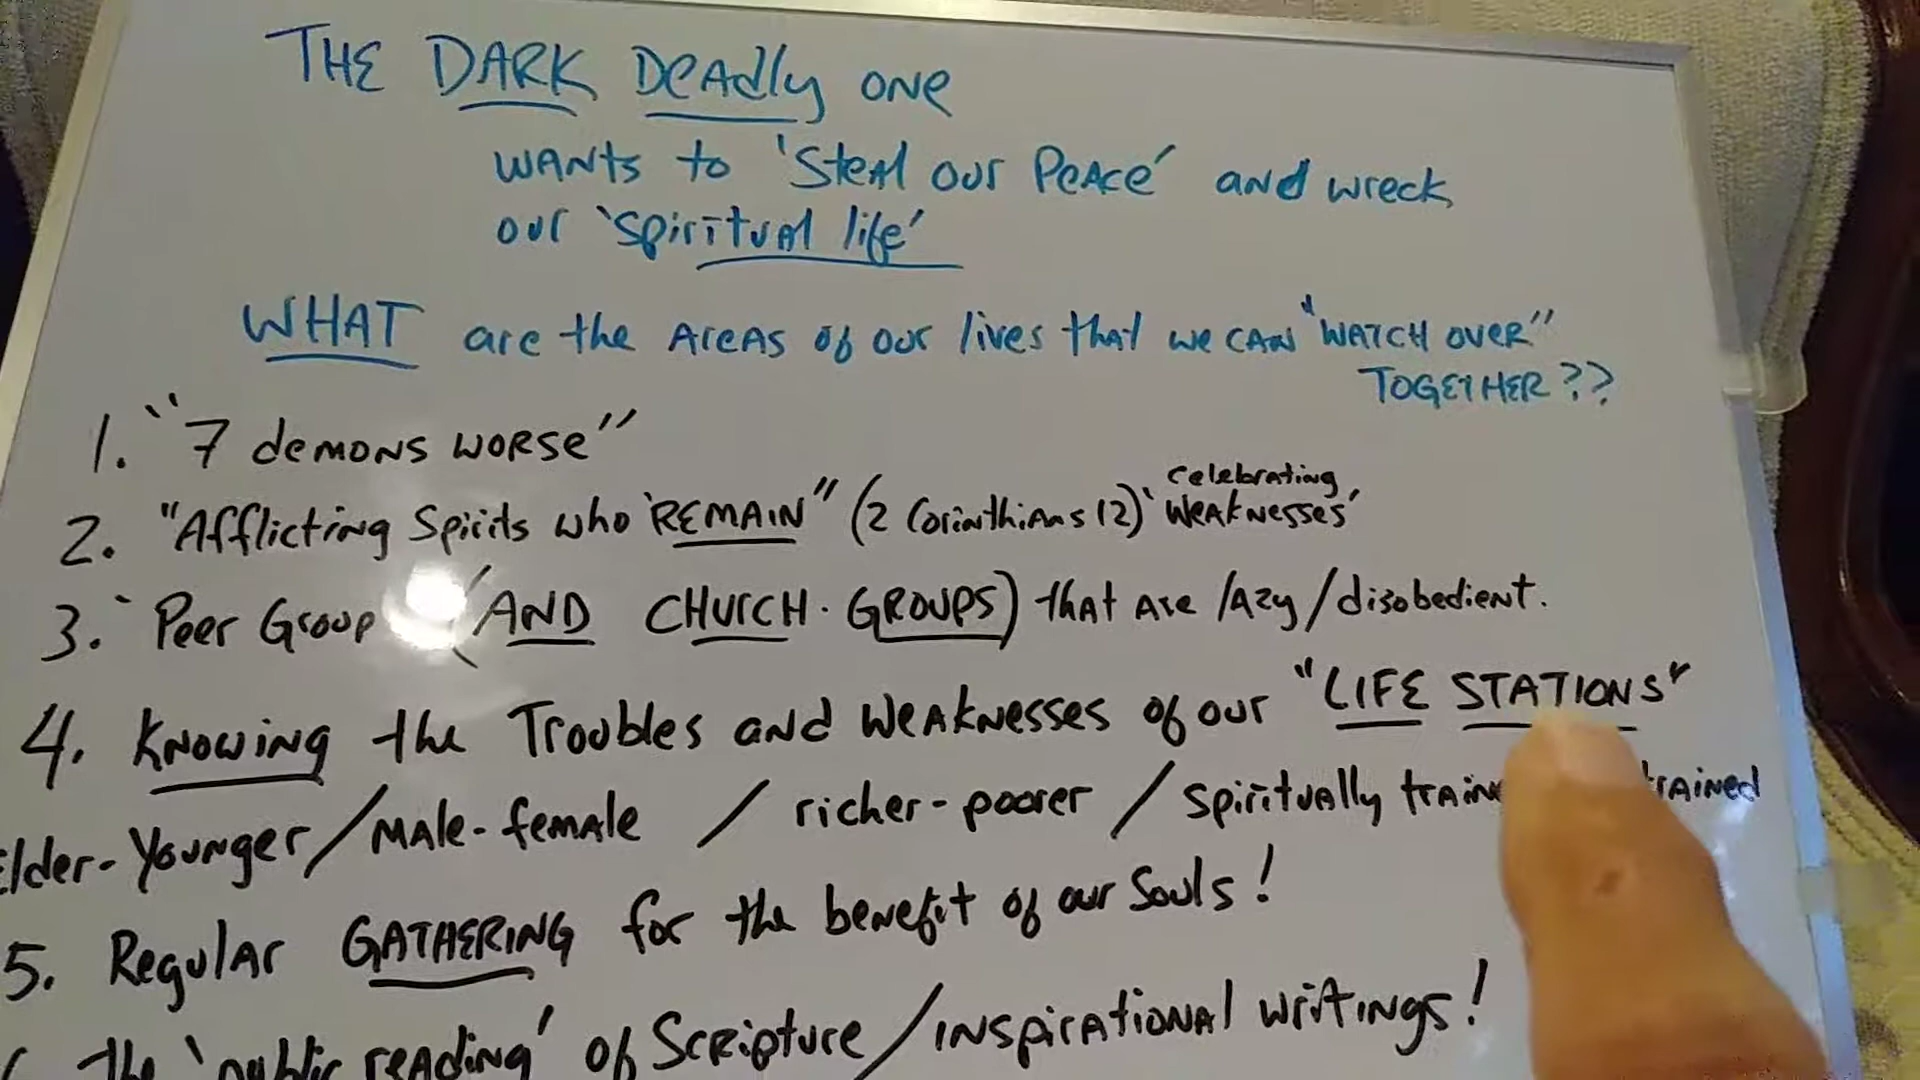 THE DARK DEADLY ONE
WANTS to 'Steal our Peace' and wreck
our 'Spiritual life'
WHAT are the AREAS of our lives that we CAN "WATCH OVER"
TOGETHER??
1. "7 demons worse"
celebrating
2. "Afflicting Spirits who 'REMAIN" (2 Corinthians 12) 'Weaknesses'
3. Peer Group (AND CHURCH GROUPS) that are lazy/disobedient.
4. KNOWING the Troubles and Weaknesses of our "LIFE STATIONS"
Elder-Younger/Male-female / richer-poorer / Spiritually
5. Regular GATHERING for the benefit of our Souls!
the 'public reading' of Scripture/INSPIRATIONAL writings!